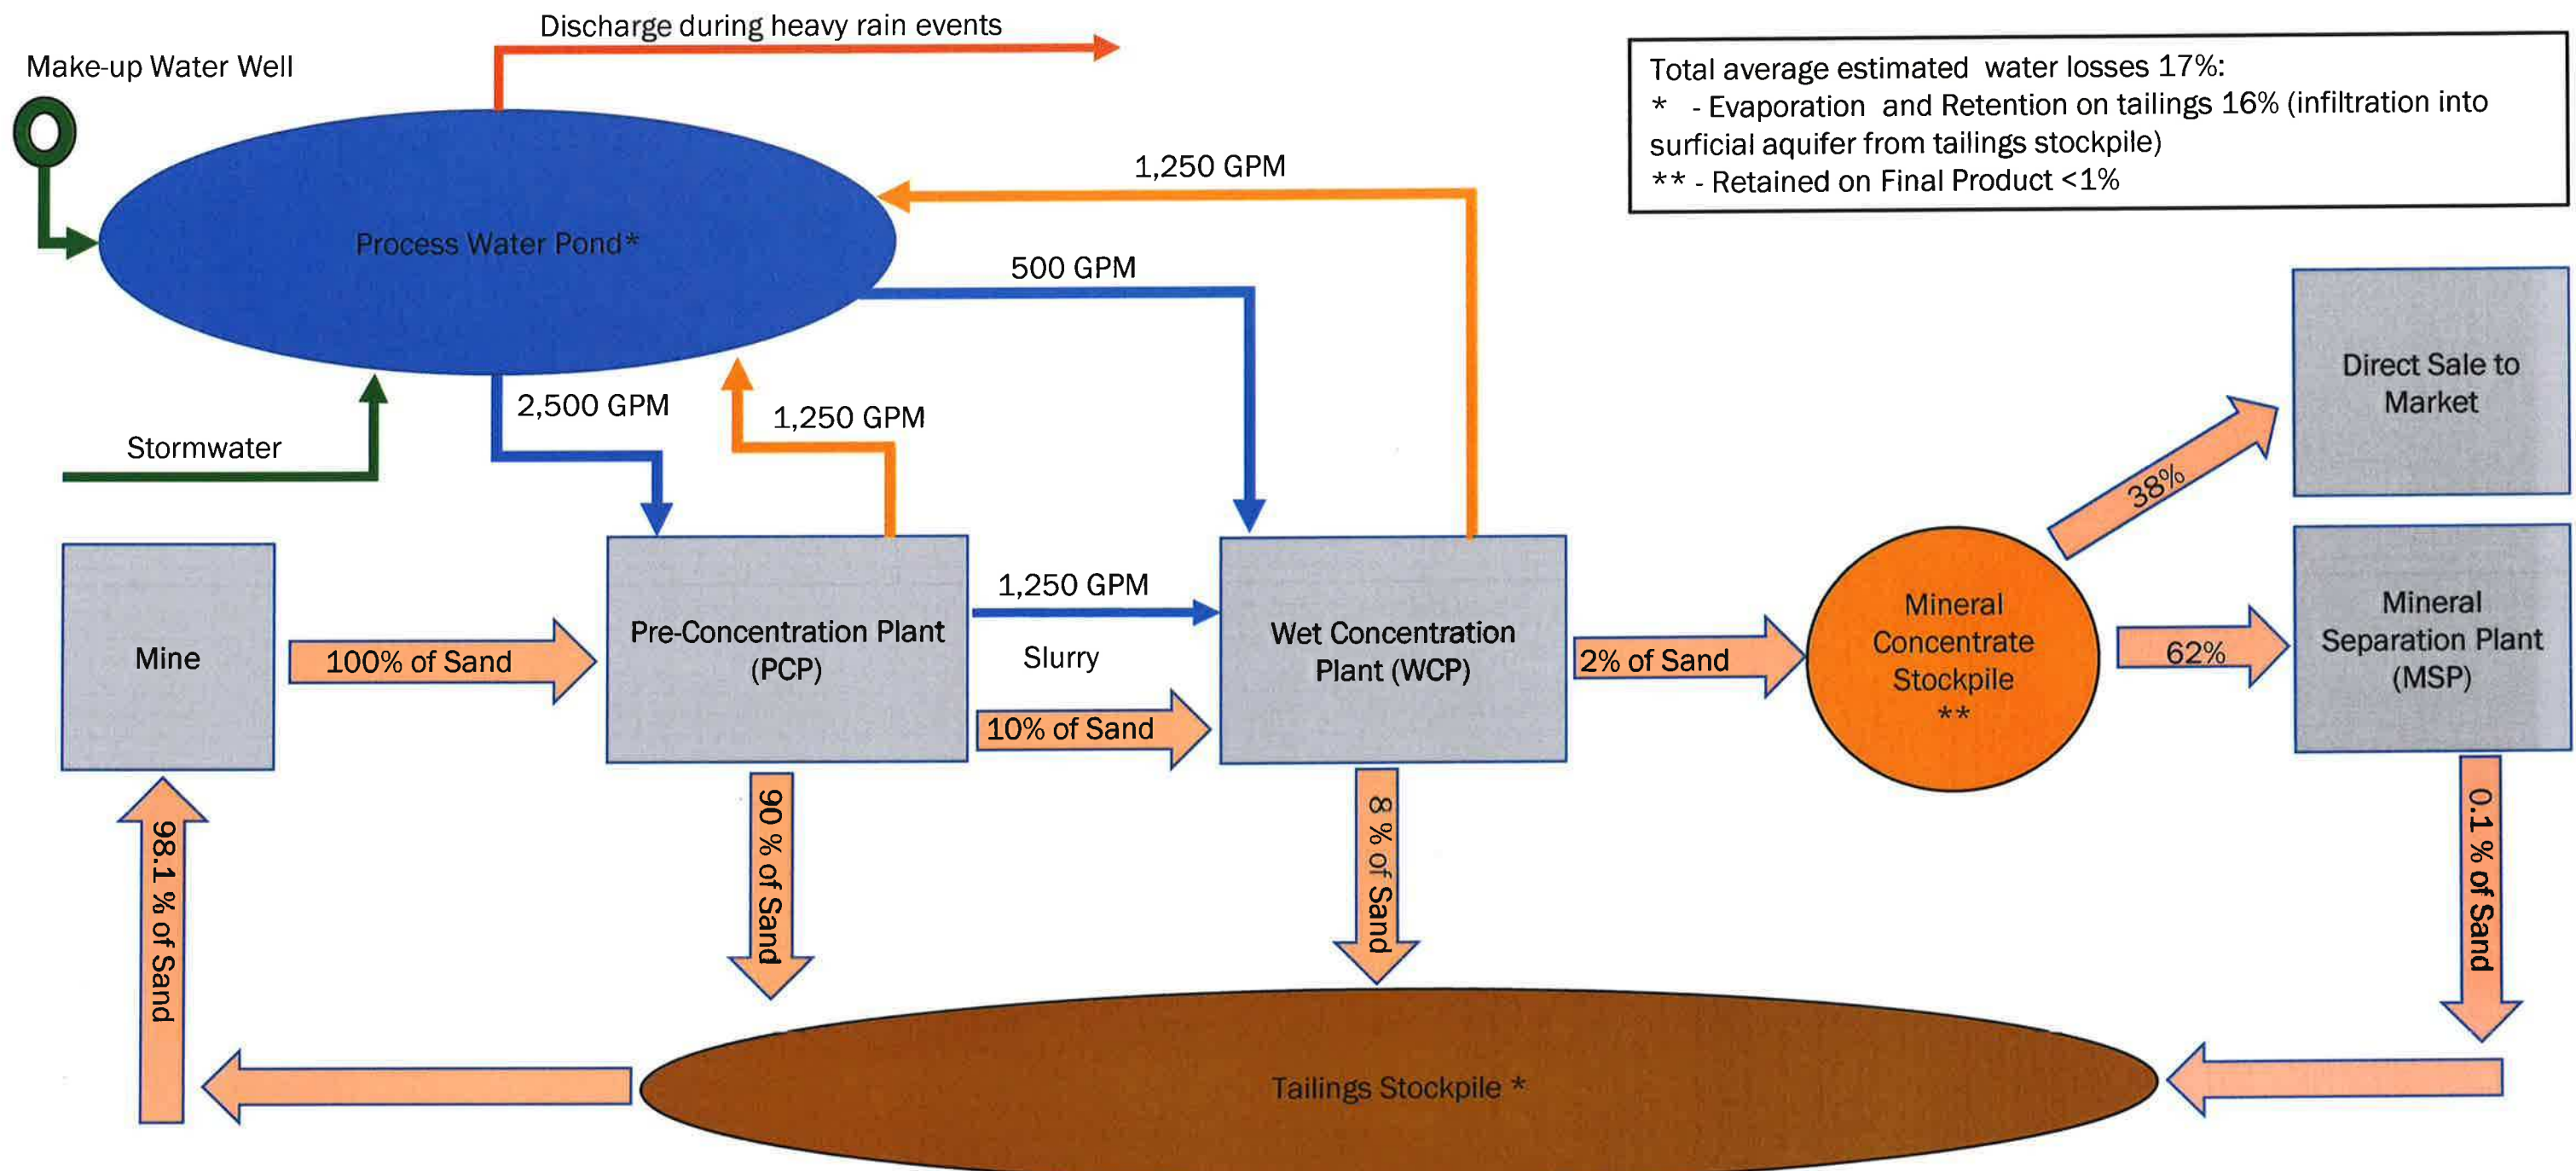 Discharge during heavy rain events
Make-up Water Well
Total average estimated water losses 17%:
* - Evaporation and Retention on tailings 16% (infiltration into
surficial aquifer from tailings stockpile)
** - Retained on Final Product <1%
1,250 GPM
Process Water Pond*
500 GPM
2,500 GPM
1,250 GPM
Stormwater
Direct Sale to
Market
38%
Mine
100% of Sand
Pre-Concentration Plant
(PCP)
1,250 GPM
Slurry
10% of Sand
Wet Concentration
Plant (WCP)
2% of Sand
Mineral
Concentrate
Stockpile
**
62%
Mineral
Separation Plant
(MSP)
98.1 % of Sand
90 % of Sand
8 % of Sand
0.1 % of Sand
Tailings Stockpile *